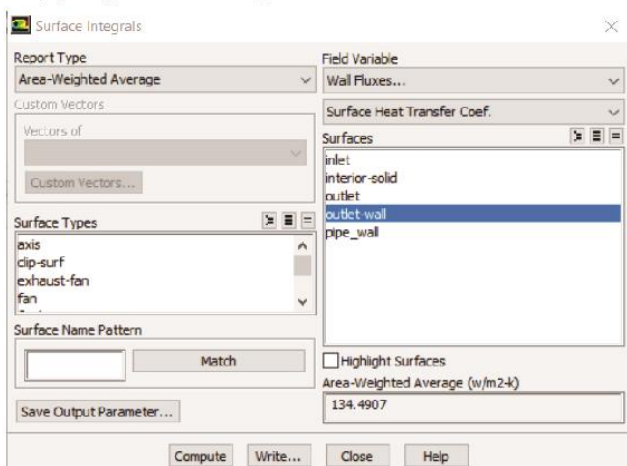 Surface Integrals
Report Type
Area-Weighted Average
Custom Vectors
Vectors of
Custom Vectors...
Surface Types
axis
clip-surf
exhaust-fan
fan
Surface Name Pattern
Match
Save Output Parameter...
Field Variable
Wall Fluxes...
Surface Heat Transfer Coef.
Surfaces
inlet
interior-solid
outlet
outlet-wall
pipe_wall
Highlight Surfaces
Area-Weighted Average (w/m2-k)
134.4907
Compute Write... Close Help